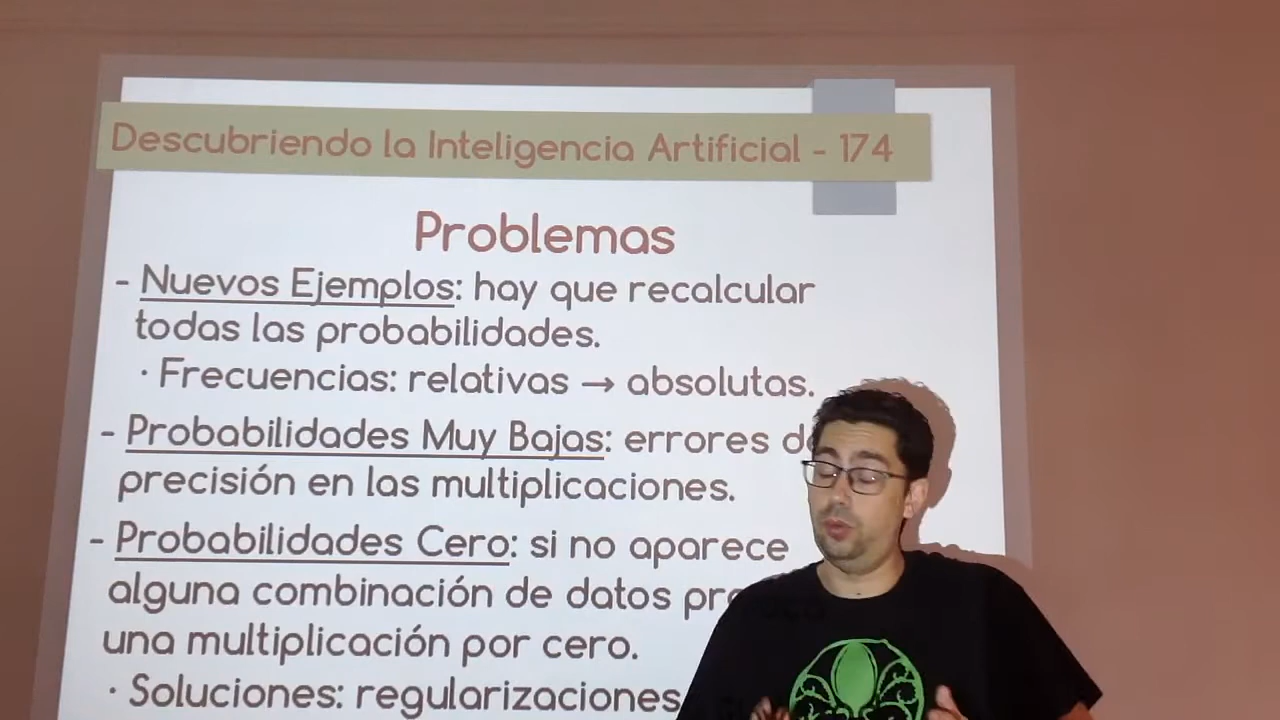 Descubriendo la Inteligencia Artificial - 174
Problemas
- Nuevos Ejemplos: hay que recalcular
todas las probabilidades.
· Frecuencias: relativas → absolutas.
- Probabilidades Muy Bajas: errores de
precisión en las multiplicaciones.
- Probabilidades Cero: si no aparece
alguna combinación de datos provoca
una multiplicación por cero.
· Soluciones: regularizaciones